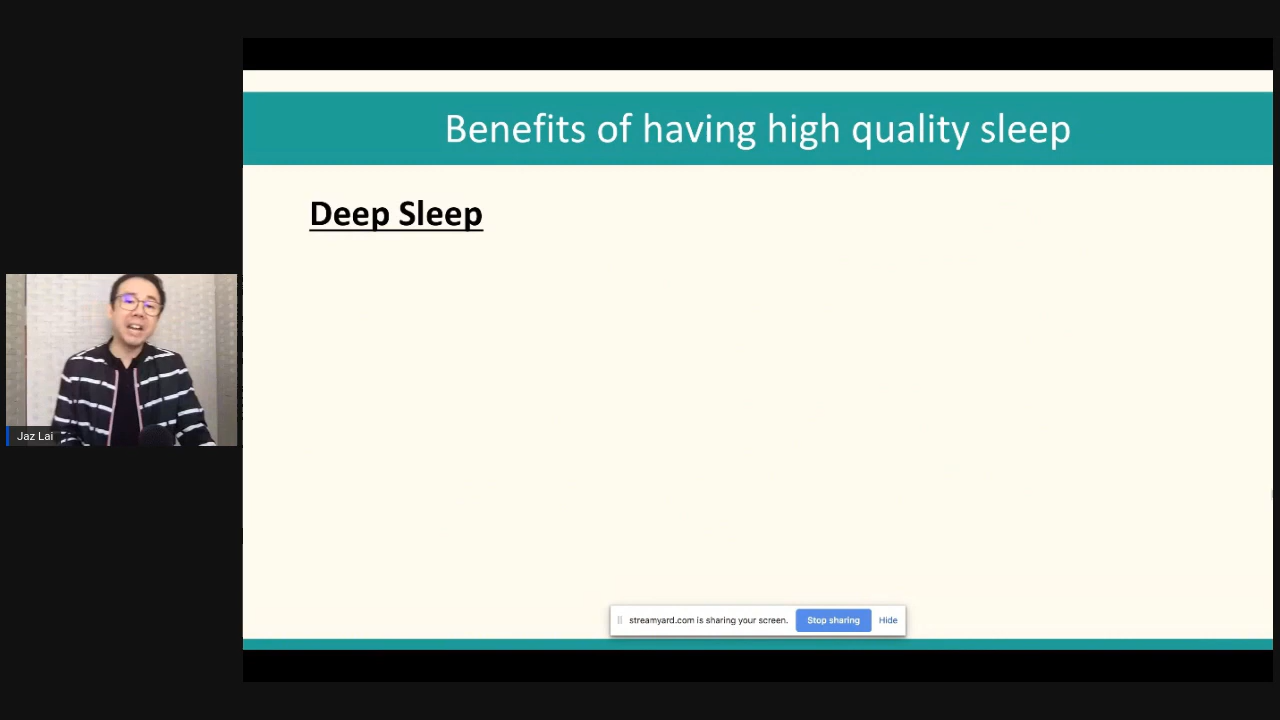 Benefits of having high quality sleep
Deep Sleep
Jaz Lai
streamyard.com is sharing your screen. Stop sharing Hide